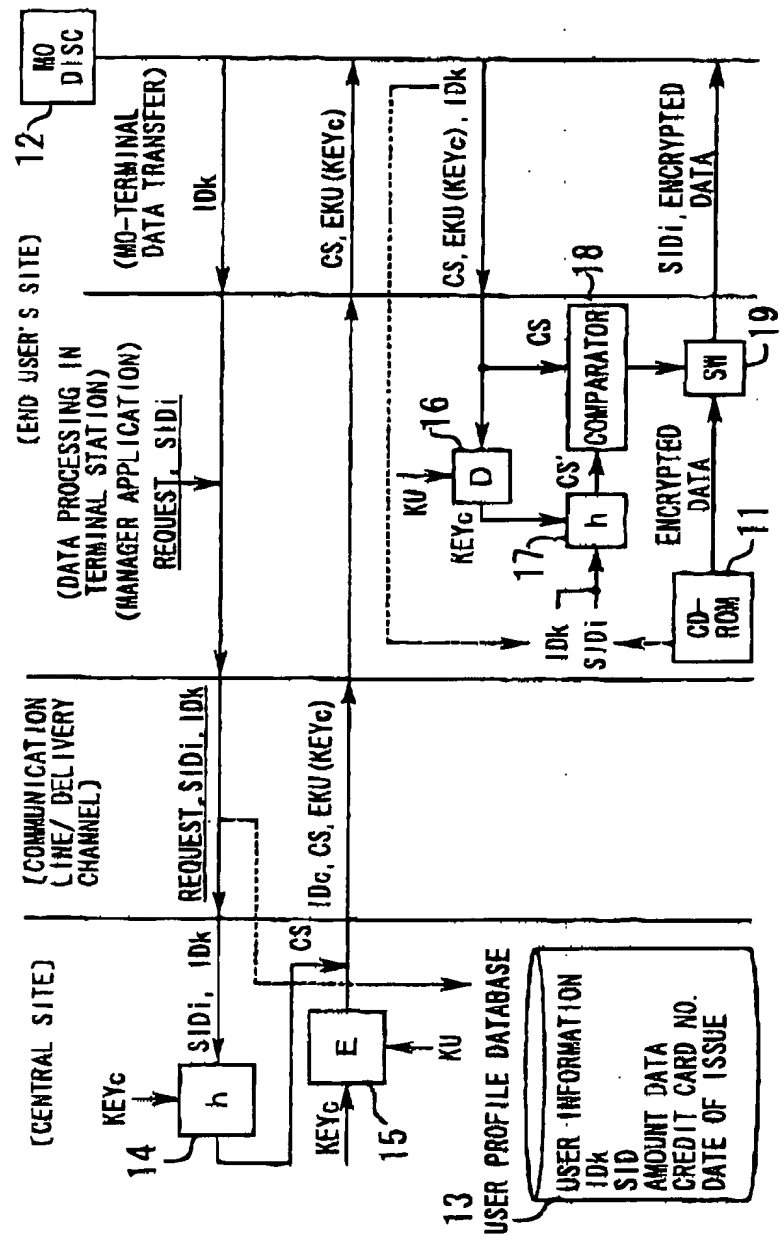 [CENTRAL SITE]
[COMMUNICATION
LINE/ DELIVERY
CHANNEL]
(END USER'S SITE)
(DATA PROCESSING IN
TERMINAL STATION)
(MANAGER APPLICATION)
(MO-TERMINAL
DATA TRANSFER)
12
MO
DISC
REQUEST, SIDi
IDk
REQUEST, SIDi, IDk
SIDi, IDk
KEYc
h
14
CS
KEYc
E
15
KU
IDc, CS, EKU(KEYc)
CS, EKU(KEYc)
CS, EKU(KEYc), IDk
KU
16
D
KEYc
CS
17
h
CS'
COMPARATOR
18
IDk
SIDi
CD-
ROM
11
ENCRYPTED
DATA
SW
19
SIDi, ENCRYPTED
DATA
13
USER PROFILE DATABASE
USER INFORMATION
IDk
SID
AMOUNT DATA
CREDIT CARD NO.
DATE OF ISSUE